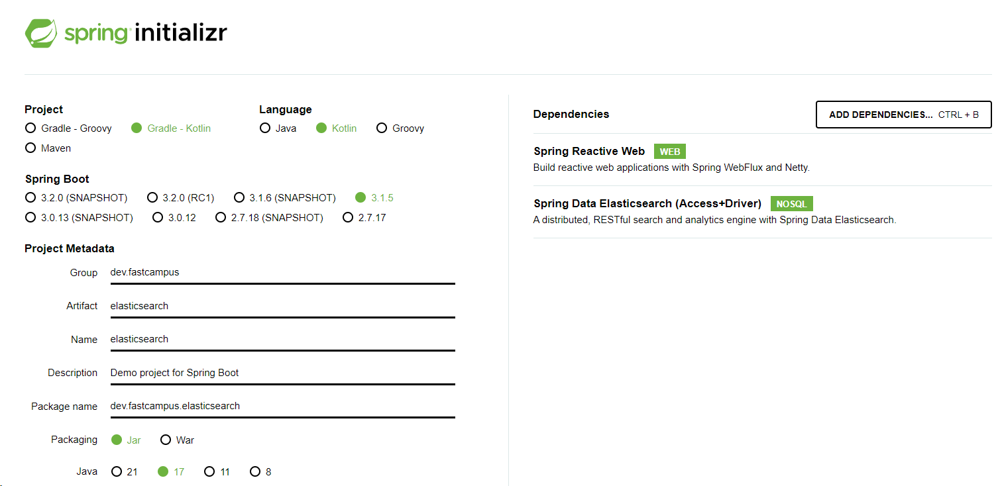 spring initializr
Project
Gradle - Groovy Gradle - Kotlin
Maven
Language
Java Kotlin Groovy
Spring Boot
3.2.0 (SNAPSHOT) 3.2.0 (RC1) 3.1.6 (SNAPSHOT) 3.1.5
3.0.13 (SNAPSHOT) 3.0.12 2.7.18 (SNAPSHOT) 2.7.17
Project Metadata
Group dev.fastcampus
Artifact elasticsearch
Name elasticsearch
Description Demo project for Spring Boot
Package name dev.fastcampus.elasticsearch
Packaging Jar War
Java 21 17 11 8
Dependencies ADD DEPENDENCIES... CTRL + B
Spring Reactive Web WEB
Build reactive web applications with Spring WebFlux and Netty.
Spring Data Elasticsearch (Access+Driver) NOSQL
A distributed, RESTful search and analytics engine with Spring Data Elasticsearch.